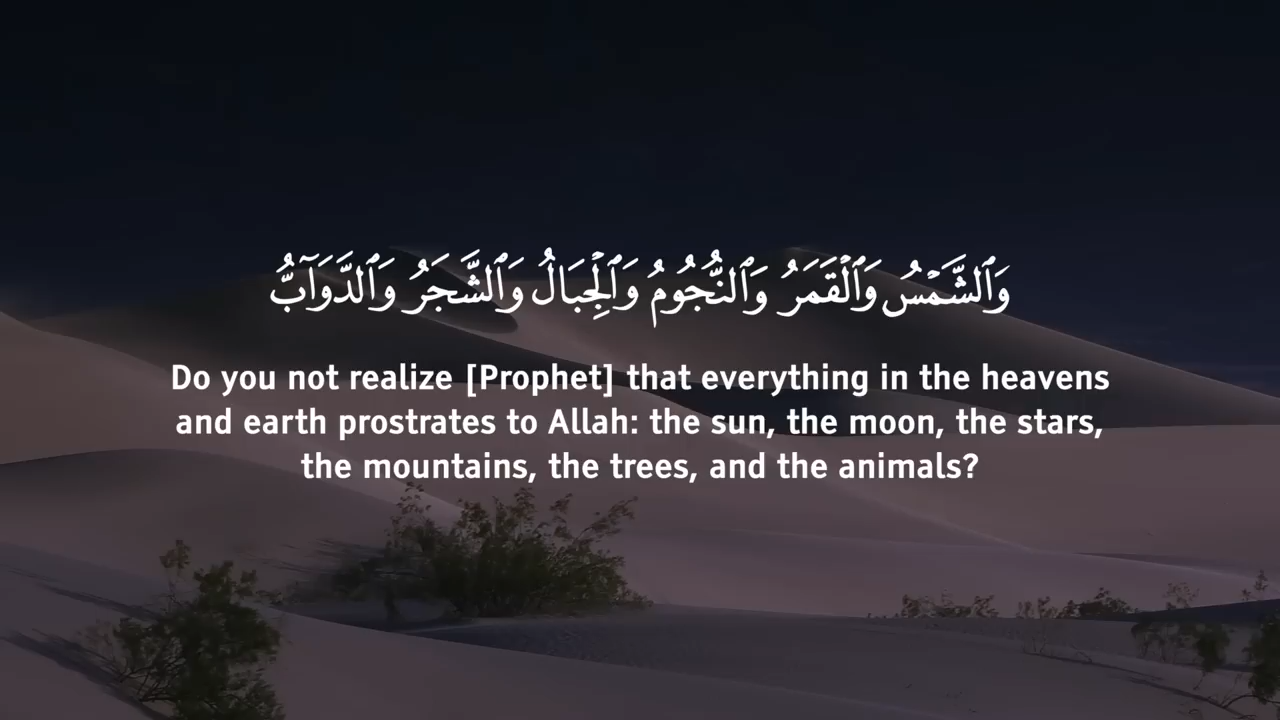 وَٱلشَّمْسُ وَٱلْقَمَرُ وَٱلنُّجُومُ وَٱلْجِبَالُ وَٱلشَّجَرُ وَٱلدَّوَآبُّ
Do you not realize [Prophet] that everything in the heavens
and earth prostrates to Allah: the sun, the moon, the stars,
the mountains, the trees, and the animals?